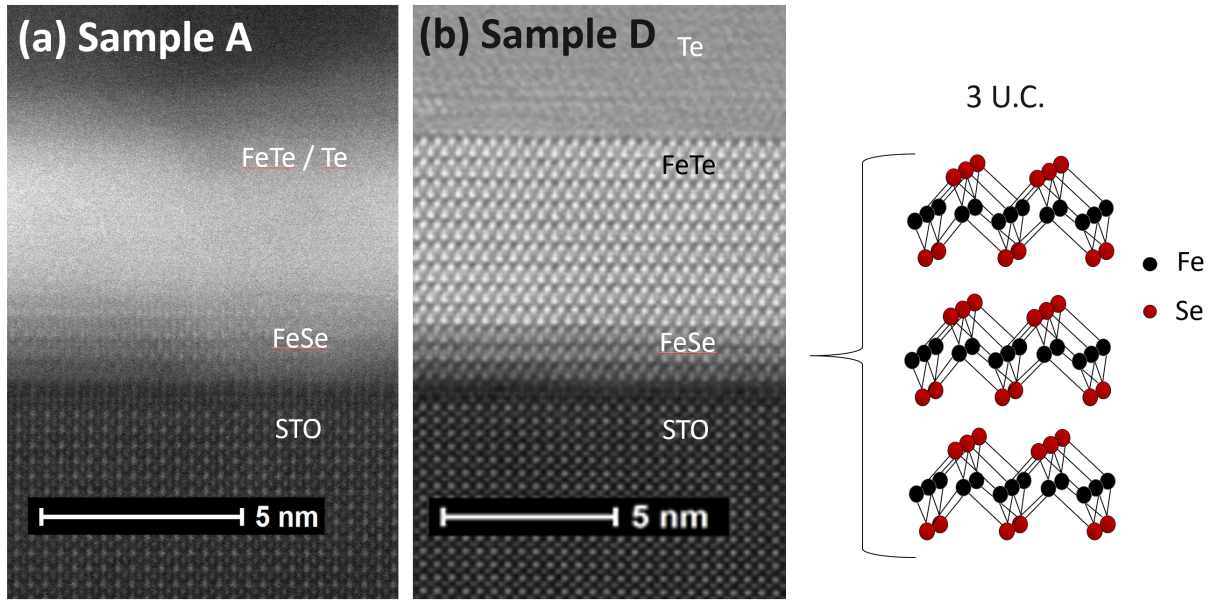 (a) Sample A
FeTe / Te
FeSe
STO
5 nm
(b) Sample D
Te
FeTe
FeSe
STO
5 nm
3 U.C.
Fe
Se